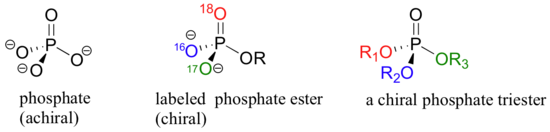 O
⊖ ⊖
O P O
⊖ O
phosphate
(achiral)
18O
⊖
16O P
17O ⊖ OR
labeled phosphate ester
(chiral)
O
P
R1O OR3
R2O
a chiral phosphate triester